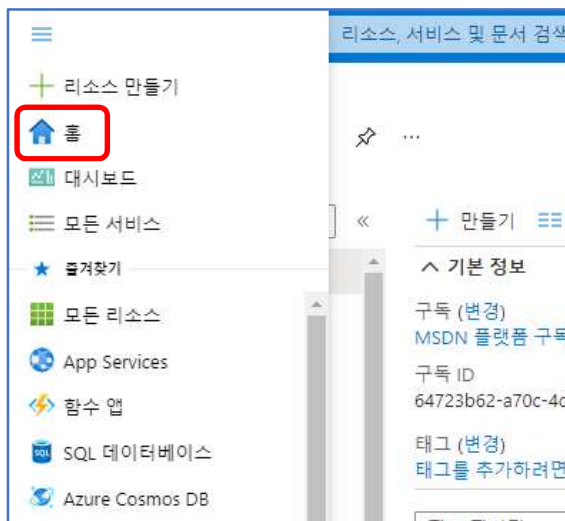 리소스, 서비스 및 문서 검색
리소스 만들기
홈
대시보드
모든 서비스
즐겨찾기
모든 리소스
App Services
함수 앱
SQL 데이터베이스
Azure Cosmos DB
...
«
만들기
기본 정보
구독 (변경)
MSDN 플랫폼 구독
구독 ID
64723b62-a70c-4c
태그 (변경)
태그를 추가하려면